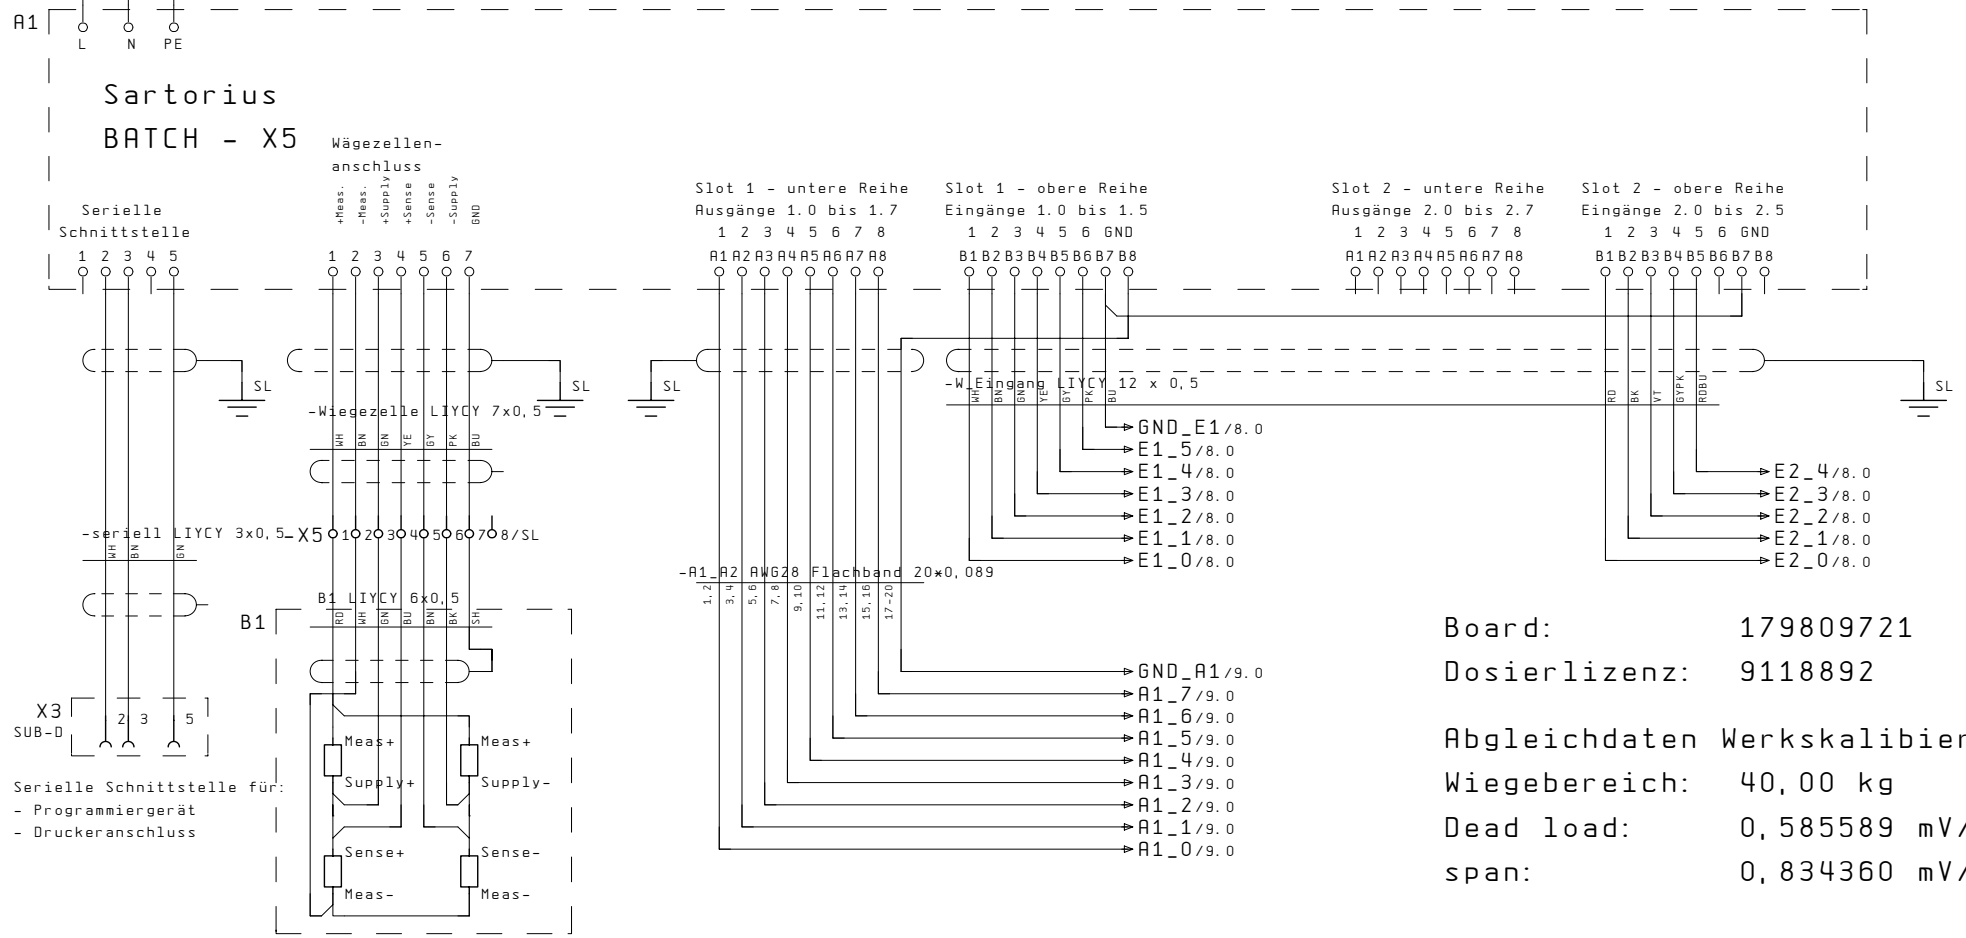 A1
L N PE
Sartorius
BATCH - X5
Wägezellen-
anschluss
+Meas.
-Meas.
+Supply
+Sense
-Sense
-Supply
GND
Serielle
Schnittstelle
1 2 3 4 5
1 2 3 4 5 6 7
Slot 1 - untere Reihe
Ausgänge 1.0 bis 1.7
1 2 3 4 5 6 7 8
A1 A2 A3 A4 A5 A6 A7 A8
Slot 1 - obere Reihe
Eingänge 1.0 bis 1.5
1 2 3 4 5 6 GND
B1 B2 B3 B4 B5 B6 B7 B8
Slot 2 - untere Reihe
Ausgänge 2.0 bis 2.7
1 2 3 4 5 6 7 8
A1 A2 A3 A4 A5 A6 A7 A8
Slot 2 - obere Reihe
Eingänge 2.0 bis 2.5
1 2 3 4 5 6 GND
B1 B2 B3 B4 B5 B6 B7 B8
SL
SL
SL
SL
-Wiegezelle LIYCY 7x0,5
WH BN GN YE GY PK BU
-W_Eingang LIYCY 12 x 0,5
WH BN GN YE GY PK BU
RD BK VT GYPK RDBU
GND_E1/8.0
E1_5/8.0
E1_4/8.0
E1_3/8.0
E1_2/8.0
E1_1/8.0
E1_0/8.0
E2_4/8.0
E2_3/8.0
E2_2/8.0
E2_1/8.0
E2_0/8.0
-seriell LIYCY 3x0,5
WH BN GN
-X5 1 2 3 4 5 6 7 8/SL
-A1_A2 AWG28 Flachband 20*0,089
1,2 3,4 5,6 7,8 9,10 11,12 13,14 15,16 17-20
B1
B1 LIYCY 6x0,5
RD WH GN BU BN BK SH
GND_A1/9.0
A1_7/9.0
A1_6/9.0
A1_5/9.0
A1_4/9.0
A1_3/9.0
A1_2/9.0
A1_1/9.0
A1_0/9.0
X3
SUB-D
2 3 5
Meas+ Meas+
Supply+ Supply-
Sense+ Sense-
Meas- Meas-
Serielle Schnittstelle für:
- Programmiergerät
- Druckeranschluss
Board: 179809721
Dosierlizenz: 9118892
Abgleichdaten Werkskalibier
Wiegebereich: 40,00 kg
Dead load: 0,585589 mV/
span: 0,834360 mV/